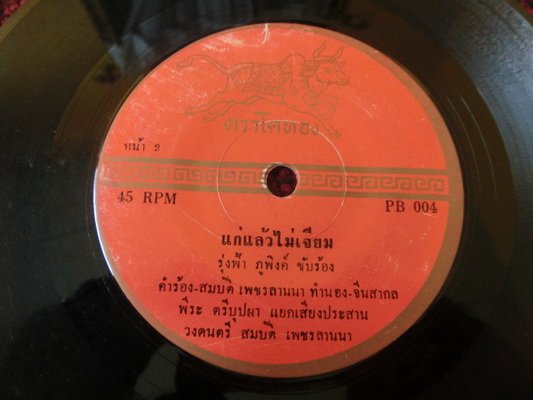 ตราโคทอง
หน้า 2
45 RPM
PB 004
แก่แล้วไม่เจียม
รุ่งฟ้า ภูพิงค์ ขับร้อง
คำร้อง-สมบัติ เพชรลานนา ทำนอง-จีนสากล
พีระ ตรีบุปผา แยกเสียงประสาน
วงดนตรี สมบัติ เพชรลานนา